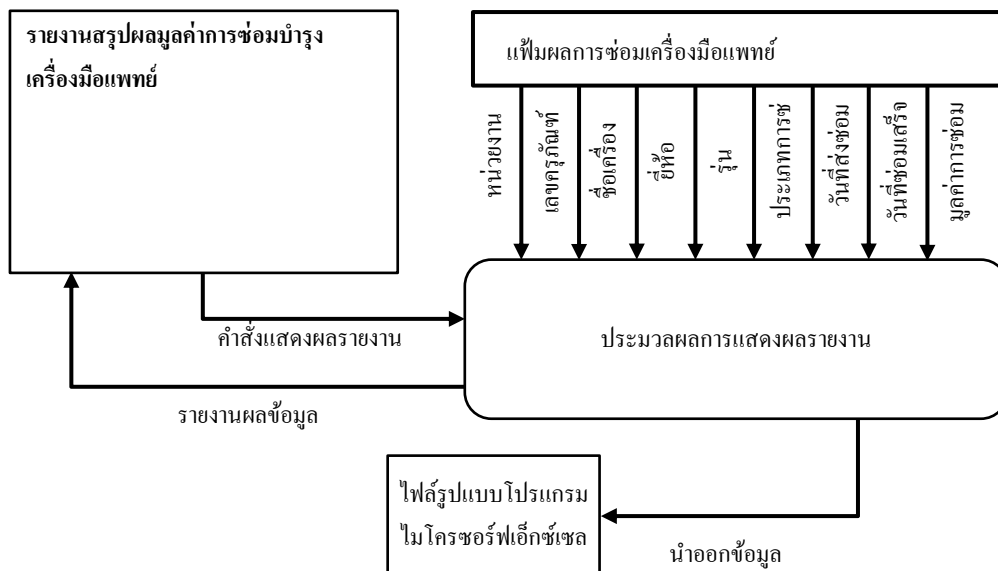 รายงานสรุปผลมูลค่าการซ่อมบำรุง
เครื่องมือแพทย์
แฟ้มผลการซ่อมเครื่องมือแพทย์
หน่วยงาน
เลขครุภัณฑ์
ชื่อเครื่อง
ยี่ห้อ
รุ่น
ประเภทการซ่
วันที่ส่งซ่อม
วันที่ซ่อมเสร็จ
มูลค่าการซ่อม
ประมวลผลการแสดงผลรายงาน
คำสั่งแสดงผลรายงาน
รายงานผลข้อมูล
ไฟล์รูปแบบโปรแกรม
ไมโครซอร์ฟเอ็กซ์เซล
นำออกข้อมูล